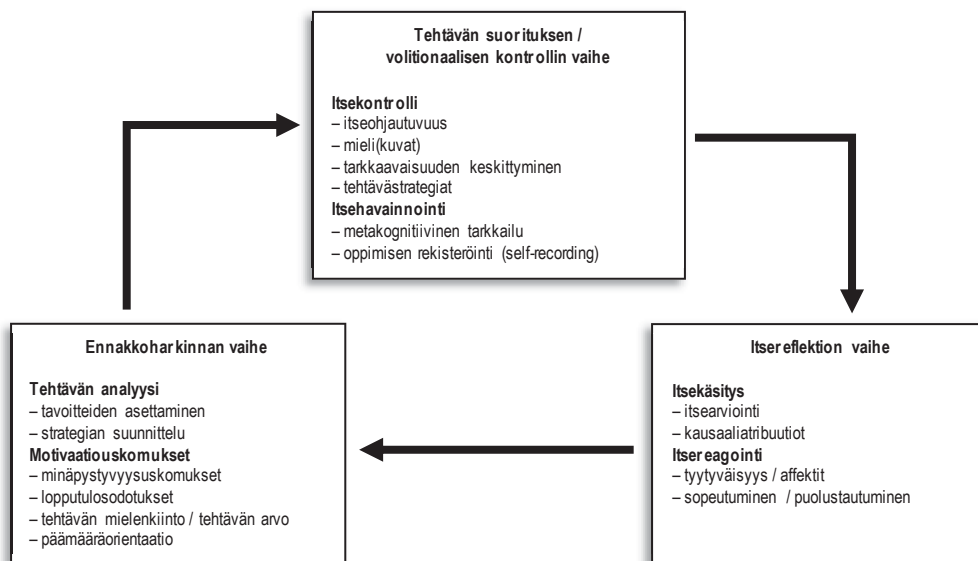 Tehtävän suorituksen /
volitionaalisen kontrollin vaihe
Itsekontrolli
– itseohjautuvuus
– mieli(kuvat)
– tarkkaavaisuuden keskittyminen
– tehtävästrategiat
Itsehavainnointi
– metakognitiivinen tarkkailu
– oppimisen rekisteröinti (self-recording)
Ennakkoharkinnan vaihe
Tehtävän analyysi
– tavoitteiden asettaminen
– strategian suunnittelu
Motivaatiouskomukset
– minäpystyvyysuskomukset
– lopputulosodotukset
– tehtävän mielenkiinto / tehtävän arvo
– päämääräorientaatio
Itsereflektion vaihe
Itsekäsitys
– itsearviointi
– kausaaliatribuutiot
Itsereagointi
– tyytyväisyys / affektit
– sopeutuminen / puolustautuminen